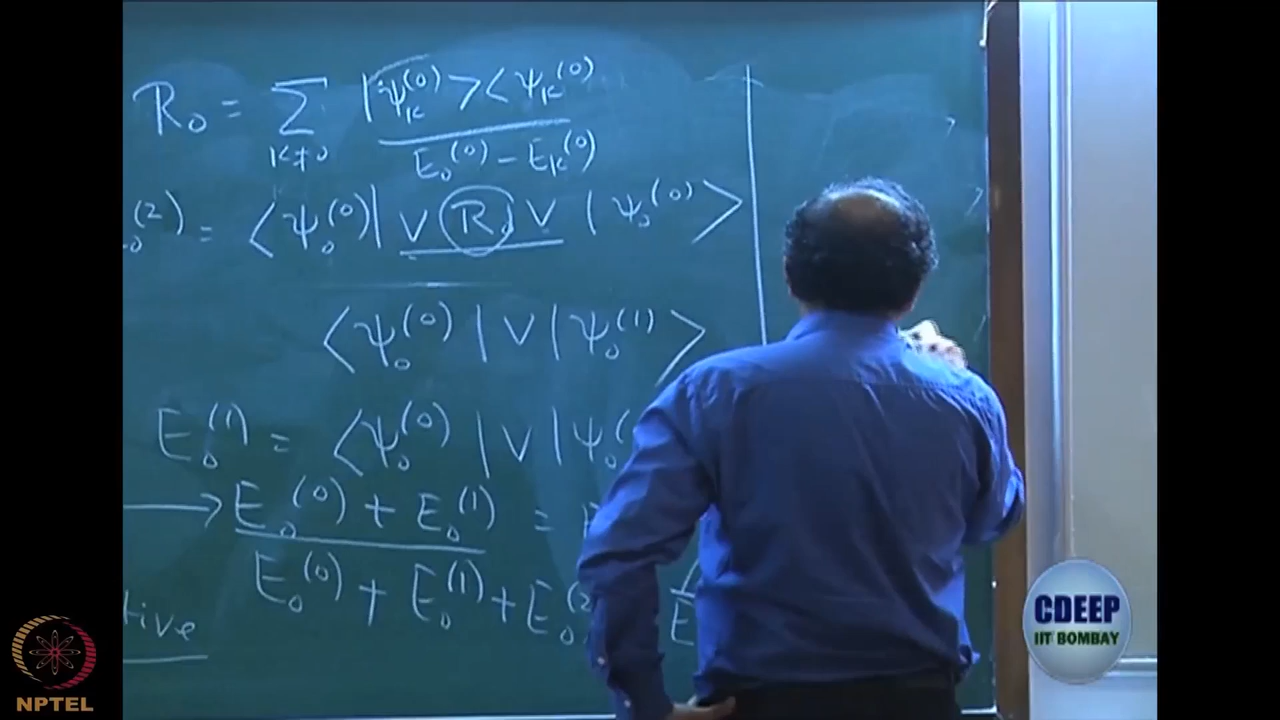 R₀ = Σ_{K≠0} |ψ_K^(0)> <ψ_K^(0)| / (E₀^(0) − E_K^(0))
₀^(2) = <ψ₀^(0)| V R₀ V |ψ₀^(0)>
<ψ₀^(0) | V | ψ₀^(1)>
E₀^(1) = <ψ₀^(0) | V | ψ₀
→ E₀^(0) + E₀^(1) =
E₀^(0) + E₀^(1) + E₀^(2)
tive
CDEEP
IIT BOMBAY
NPTEL